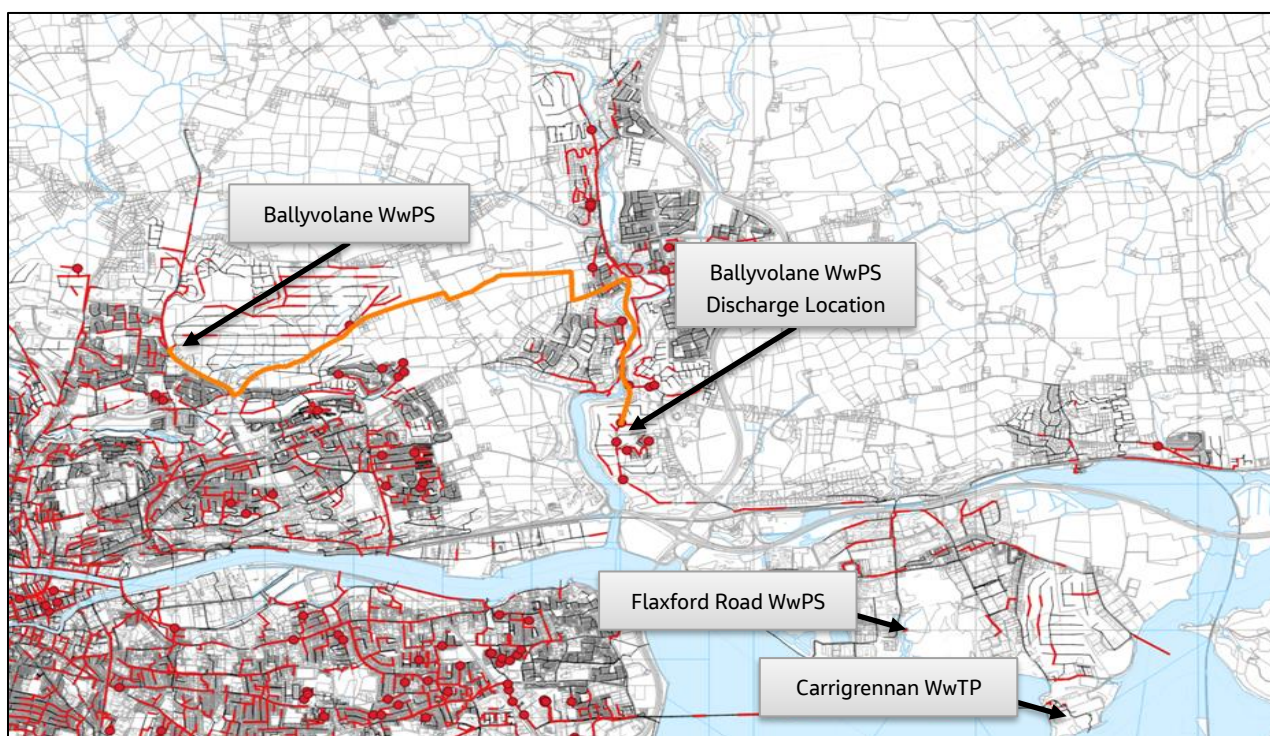 Ballyvolane WwPS
Ballyvolane WwPS
Discharge Location
Flaxford Road WwPS
Carrigrennan WwTP